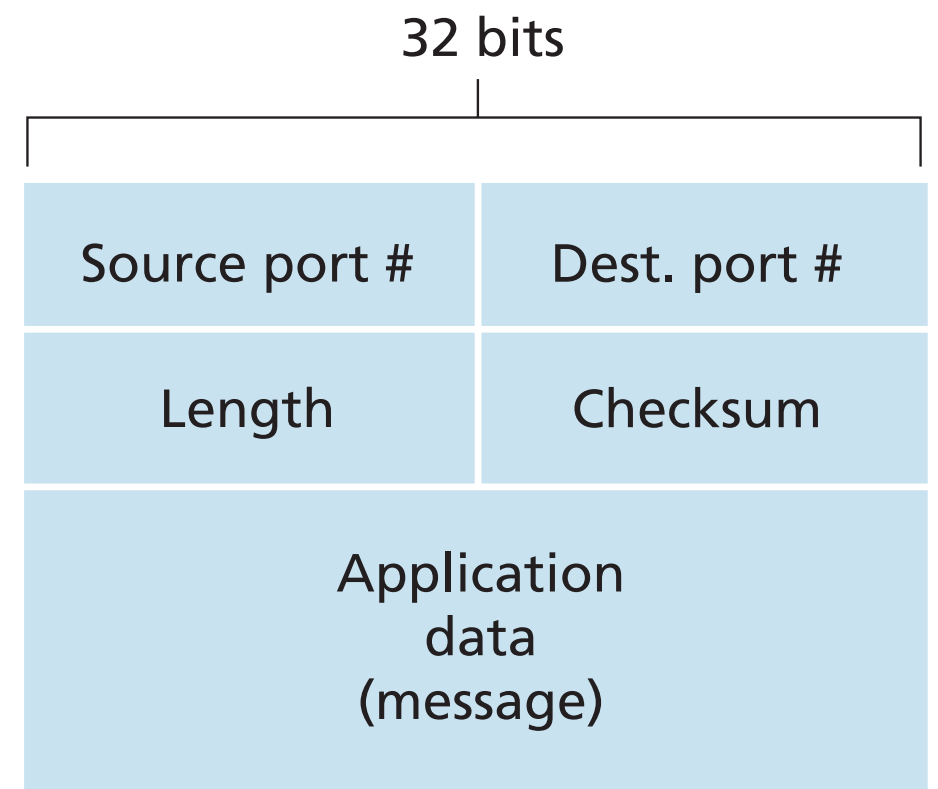 32 bits
Source port #
Dest. port #
Length
Checksum
Application
data
(message)